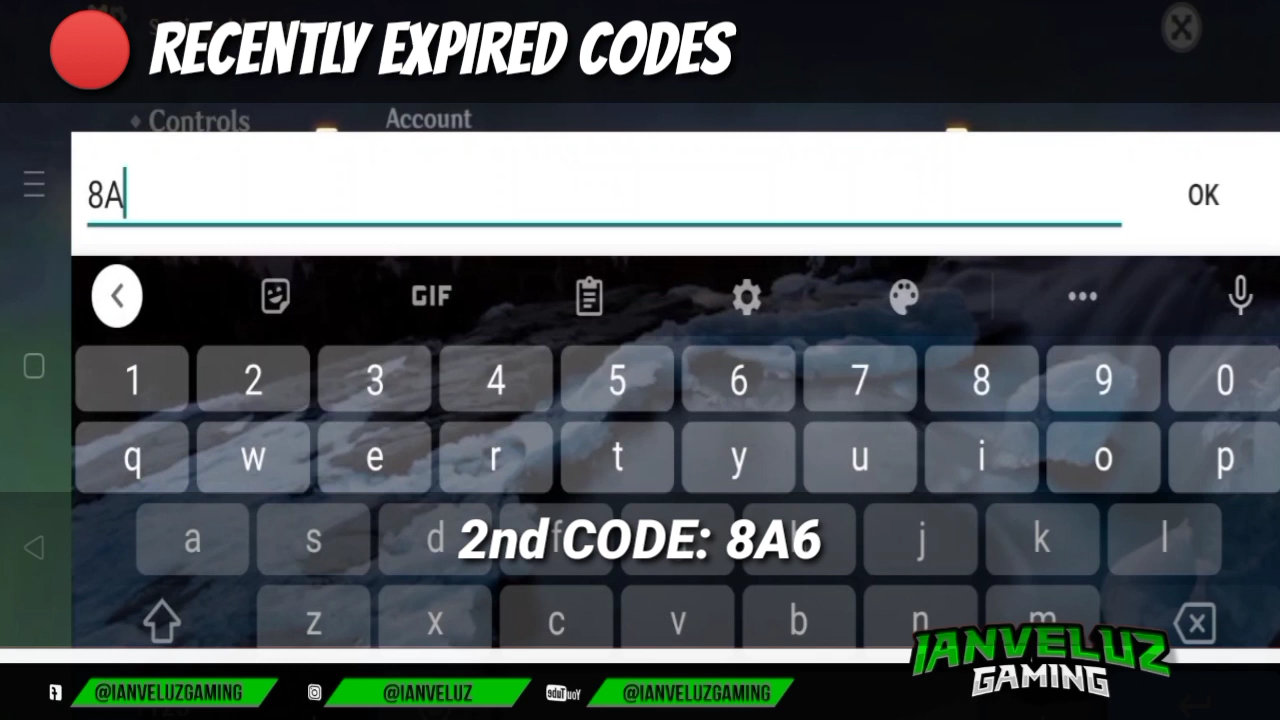 RECENTLY EXPIRED CODES
Controls
Account
8A
OK
GIF
1 2 3 4 5 6 7 8 9 0
q w e r t y u i o p
a s d f j k l
2nd CODE: 8A6
z x c v b n m
IANVELUZ
GAMING
@IANVELUZGAMING
@IANVELUZ
@IANVELUZGAMING